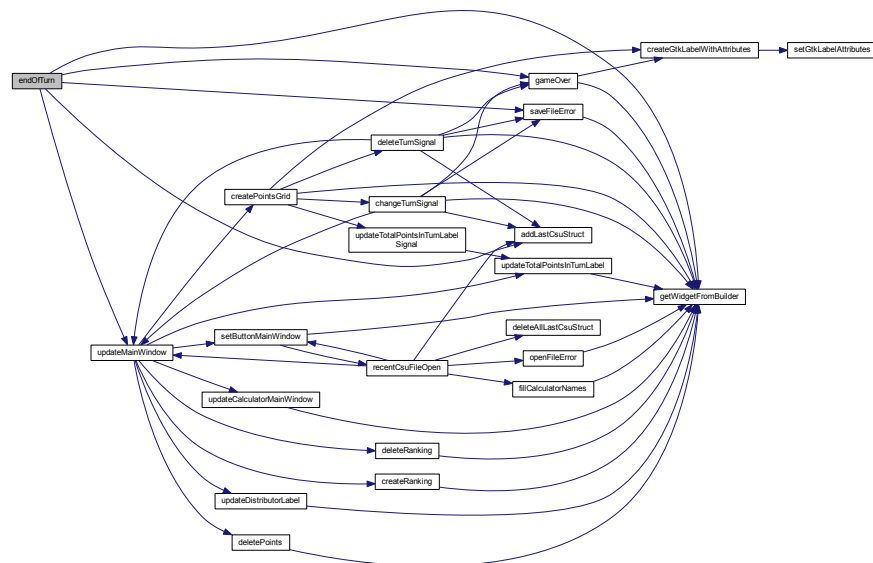 createGtkLabelWithAttributes
setGtkLabelAttributes
endOfTurn
gameOver
saveFileError
deleteTurnSignal
createPointsGrid
changeTurnSignal
updateTotalPointsInTurnLabel
Signal
addLastCsuStruct
updateTotalPointsInTurnLabel
getWidgetFromBuilder
deleteAllLastCsuStruct
setButtonMainWindow
updateMainWindow
openFileError
recentCsuFileOpen
fillCalculatorNames
updateCalculatorMainWindow
deleteRanking
createRanking
updateDistributorLabel
deletePoints